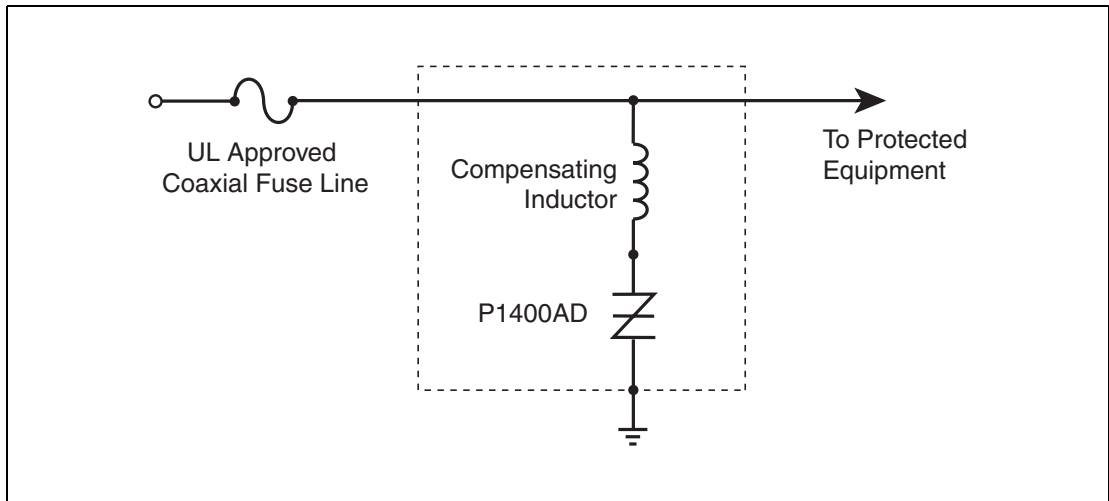 UL Approved
Coaxial Fuse Line
Compensating
Inductor
To Protected
Equipment
P1400AD